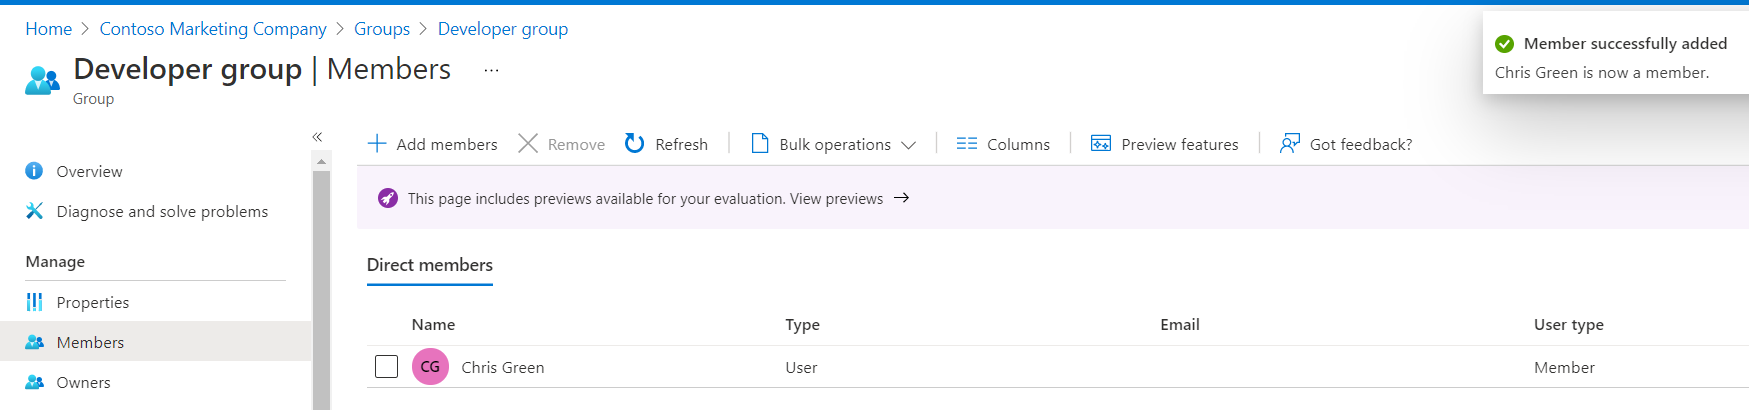 Home > Contoso Marketing Company > Groups > Developer group
Developer group | Members ...
Group
Member successfully added
Chris Green is now a member.
Add members Remove Refresh Bulk operations Columns Preview features Got feedback?
Overview
Diagnose and solve problems
Manage
Properties
Members
Owners
This page includes previews available for your evaluation. View previews →
Direct members
Name Type Email User type
CG Chris Green User Member